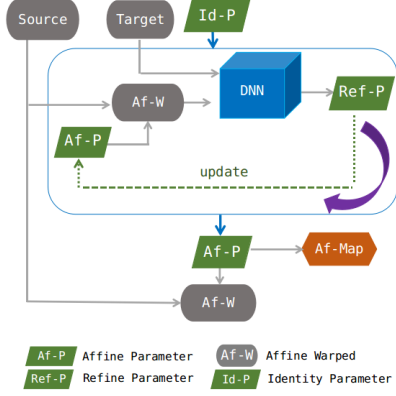 Source
Target
Id-P
Af-W
DNN
Ref-P
Af-P
update
Af-P
Af-Map
Af-W
Af-P Affine Parameter
Af-W Affine Warped
Ref-P Refine Parameter
Id-P Identity Parameter